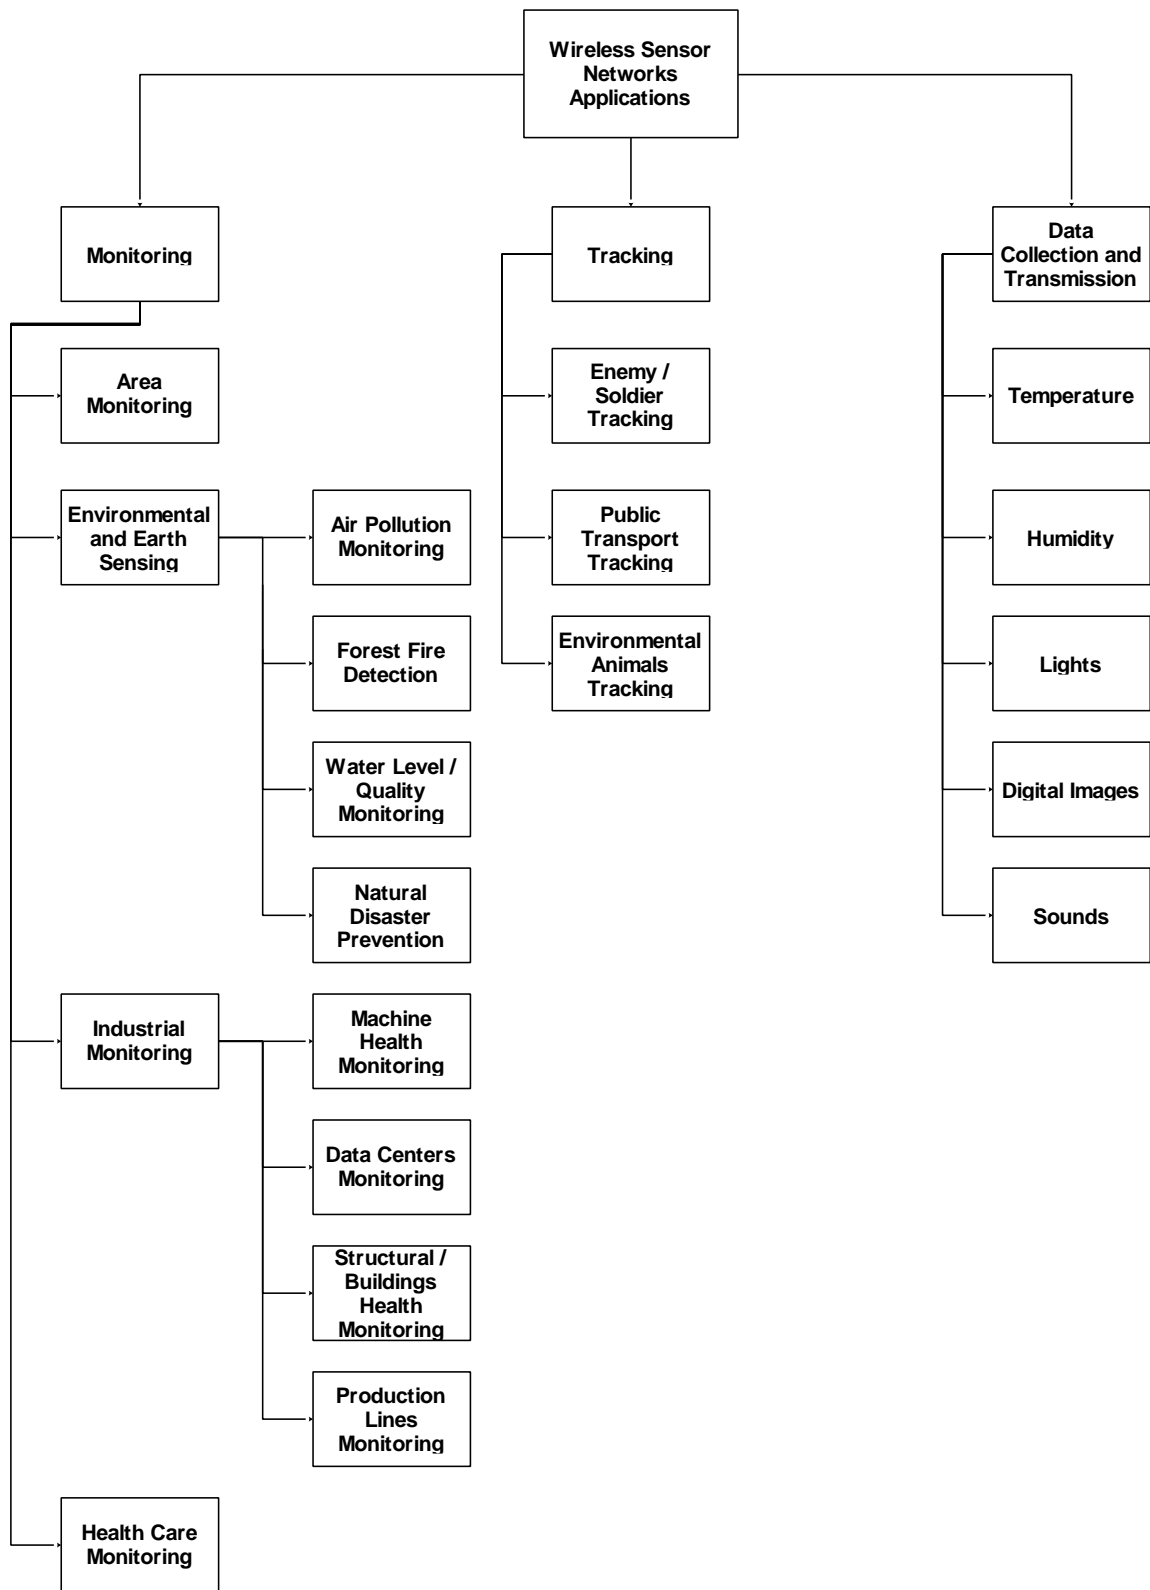 Wireless Sensor
Networks
Applications
Monitoring
Tracking
Data
Collection and
Transmission
Area
Monitoring
Enemy /
Soldier
Tracking
Temperature
Environmental
and Earth
Sensing
Air Pollution
Monitoring
Public
Transport
Tracking
Humidity
Forest Fire
Detection
Environmental
Animals
Tracking
Lights
Water Level /
Quality
Monitoring
Digital Images
Natural
Disaster
Prevention
Sounds
Industrial
Monitoring
Machine
Health
Monitoring
Data Centers
Monitoring
Structural /
Buildings
Health
Monitoring
Production
Lines
Monitoring
Health Care
Monitoring